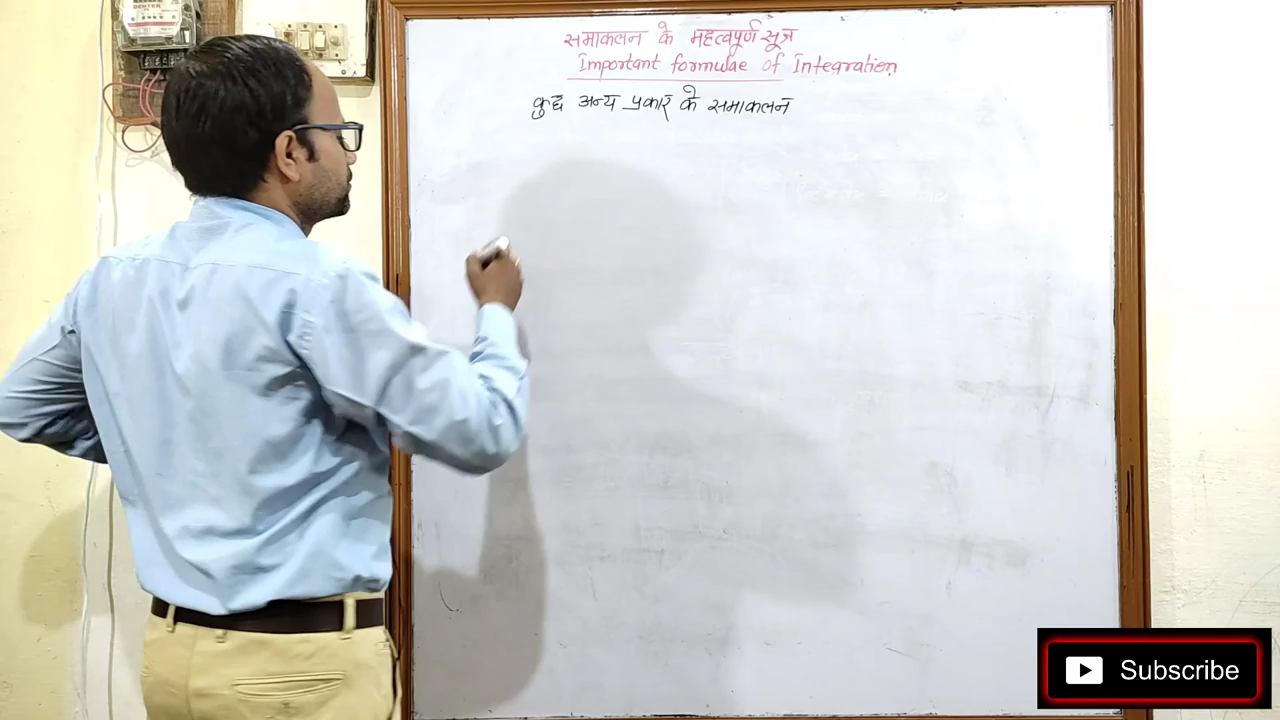 समाकलन के महत्वपूर्ण सूत्र
Important formulae of Integration
कुछ अन्य प्रकार के समाकलन
Subscribe